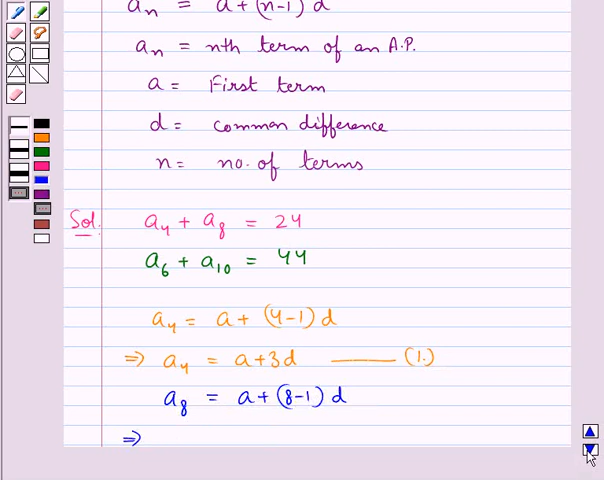 aₙ = a + (n-1) d
aₙ = nth term of an A.P.
a = First term
d = common difference
n = no. of terms
Sol. a₄ + a₈ = 24
a₆ + a₁₀ = 44
a₄ = a + (4-1) d
⇒ a₄ = a + 3d ——— (1.)
a₈ = a + (8-1) d
⇒